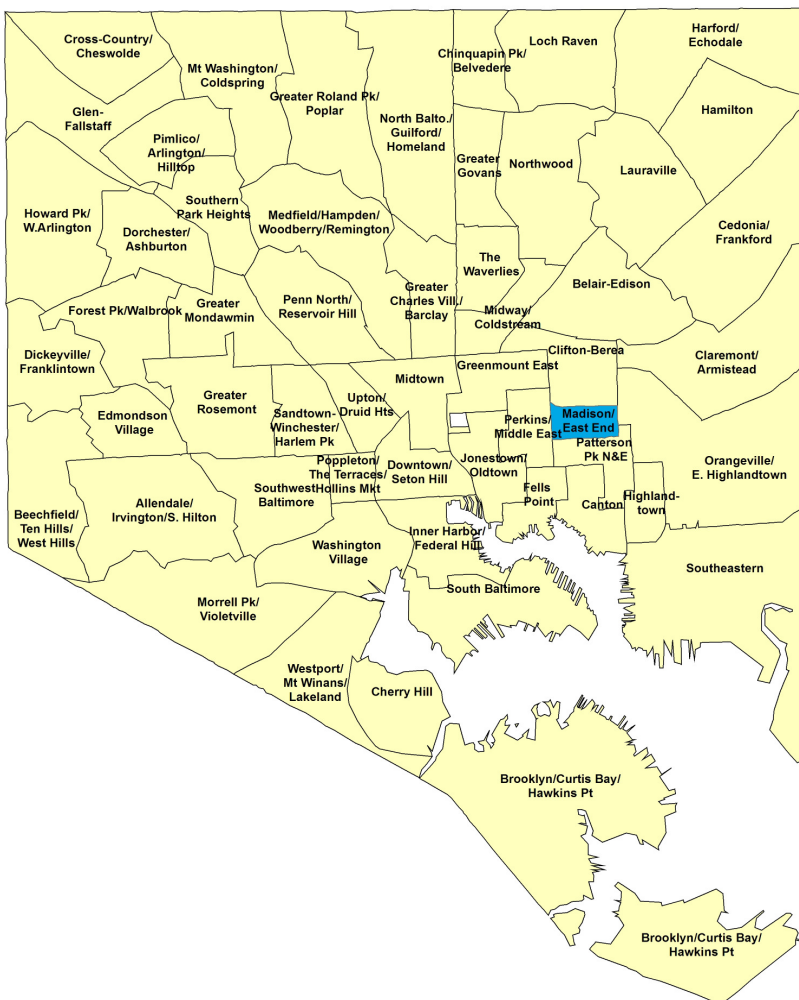 Cross-Country/
Cheswolde
Mt Washington/
Coldspring
Greater Roland Pk/
Poplar
North Balto./
Guilford/
Homeland
Chinquapin Pk/
Belvedere
Loch Raven
Harford/
Echodale
Glen-
Fallstaff
Pimlico/
Arlington/
Hilltop
Greater
Govans
Northwood
Lauraville
Hamilton
Howard Pk/
W.Arlington
Dorchester/
Ashburton
Southern
Park Heights
Medfield/Hampden/
Woodberry/Remington
The
Waverlies
Belair-Edison
Cedonia/
Frankford
Forest Pk/Walbrook
Greater
Mondawmin
Penn North/
Reservoir Hill
Greater
Charles Vill./
Barclay
Midway/
Coldstream
Dickeyville/
Franklintown
Edmondson
Village
Greater
Rosemont
Sandtown-
Winchester/
Harlem Pk
Upton/
Druid Hts
Midtown
Greenmount East
Clifton-Berea
Claremont/
Armistead
Perkins/
Middle East
Madison/
East End
Patterson
Pk N&E
Orangeville/
E. Highlandtown
Beechfield/
Ten Hills/
West Hills
Allendale/
Irvington/S. Hilton
Southwest
Baltimore
Poppleton/
The Terraces/
Hollins Mkt
Downtown/
Seton Hill
Jonestown/
Oldtown
Fells
Point
Canton
Highland-
town
Washington
Village
Inner Harbor/
Federal Hill
Southeastern
Morrell Pk/
Violetville
South Baltimore
Westport/
Mt Winans/
Lakeland
Cherry Hill
Brooklyn/Curtis Bay/
Hawkins Pt
Brooklyn/Curtis Bay/
Hawkins Pt